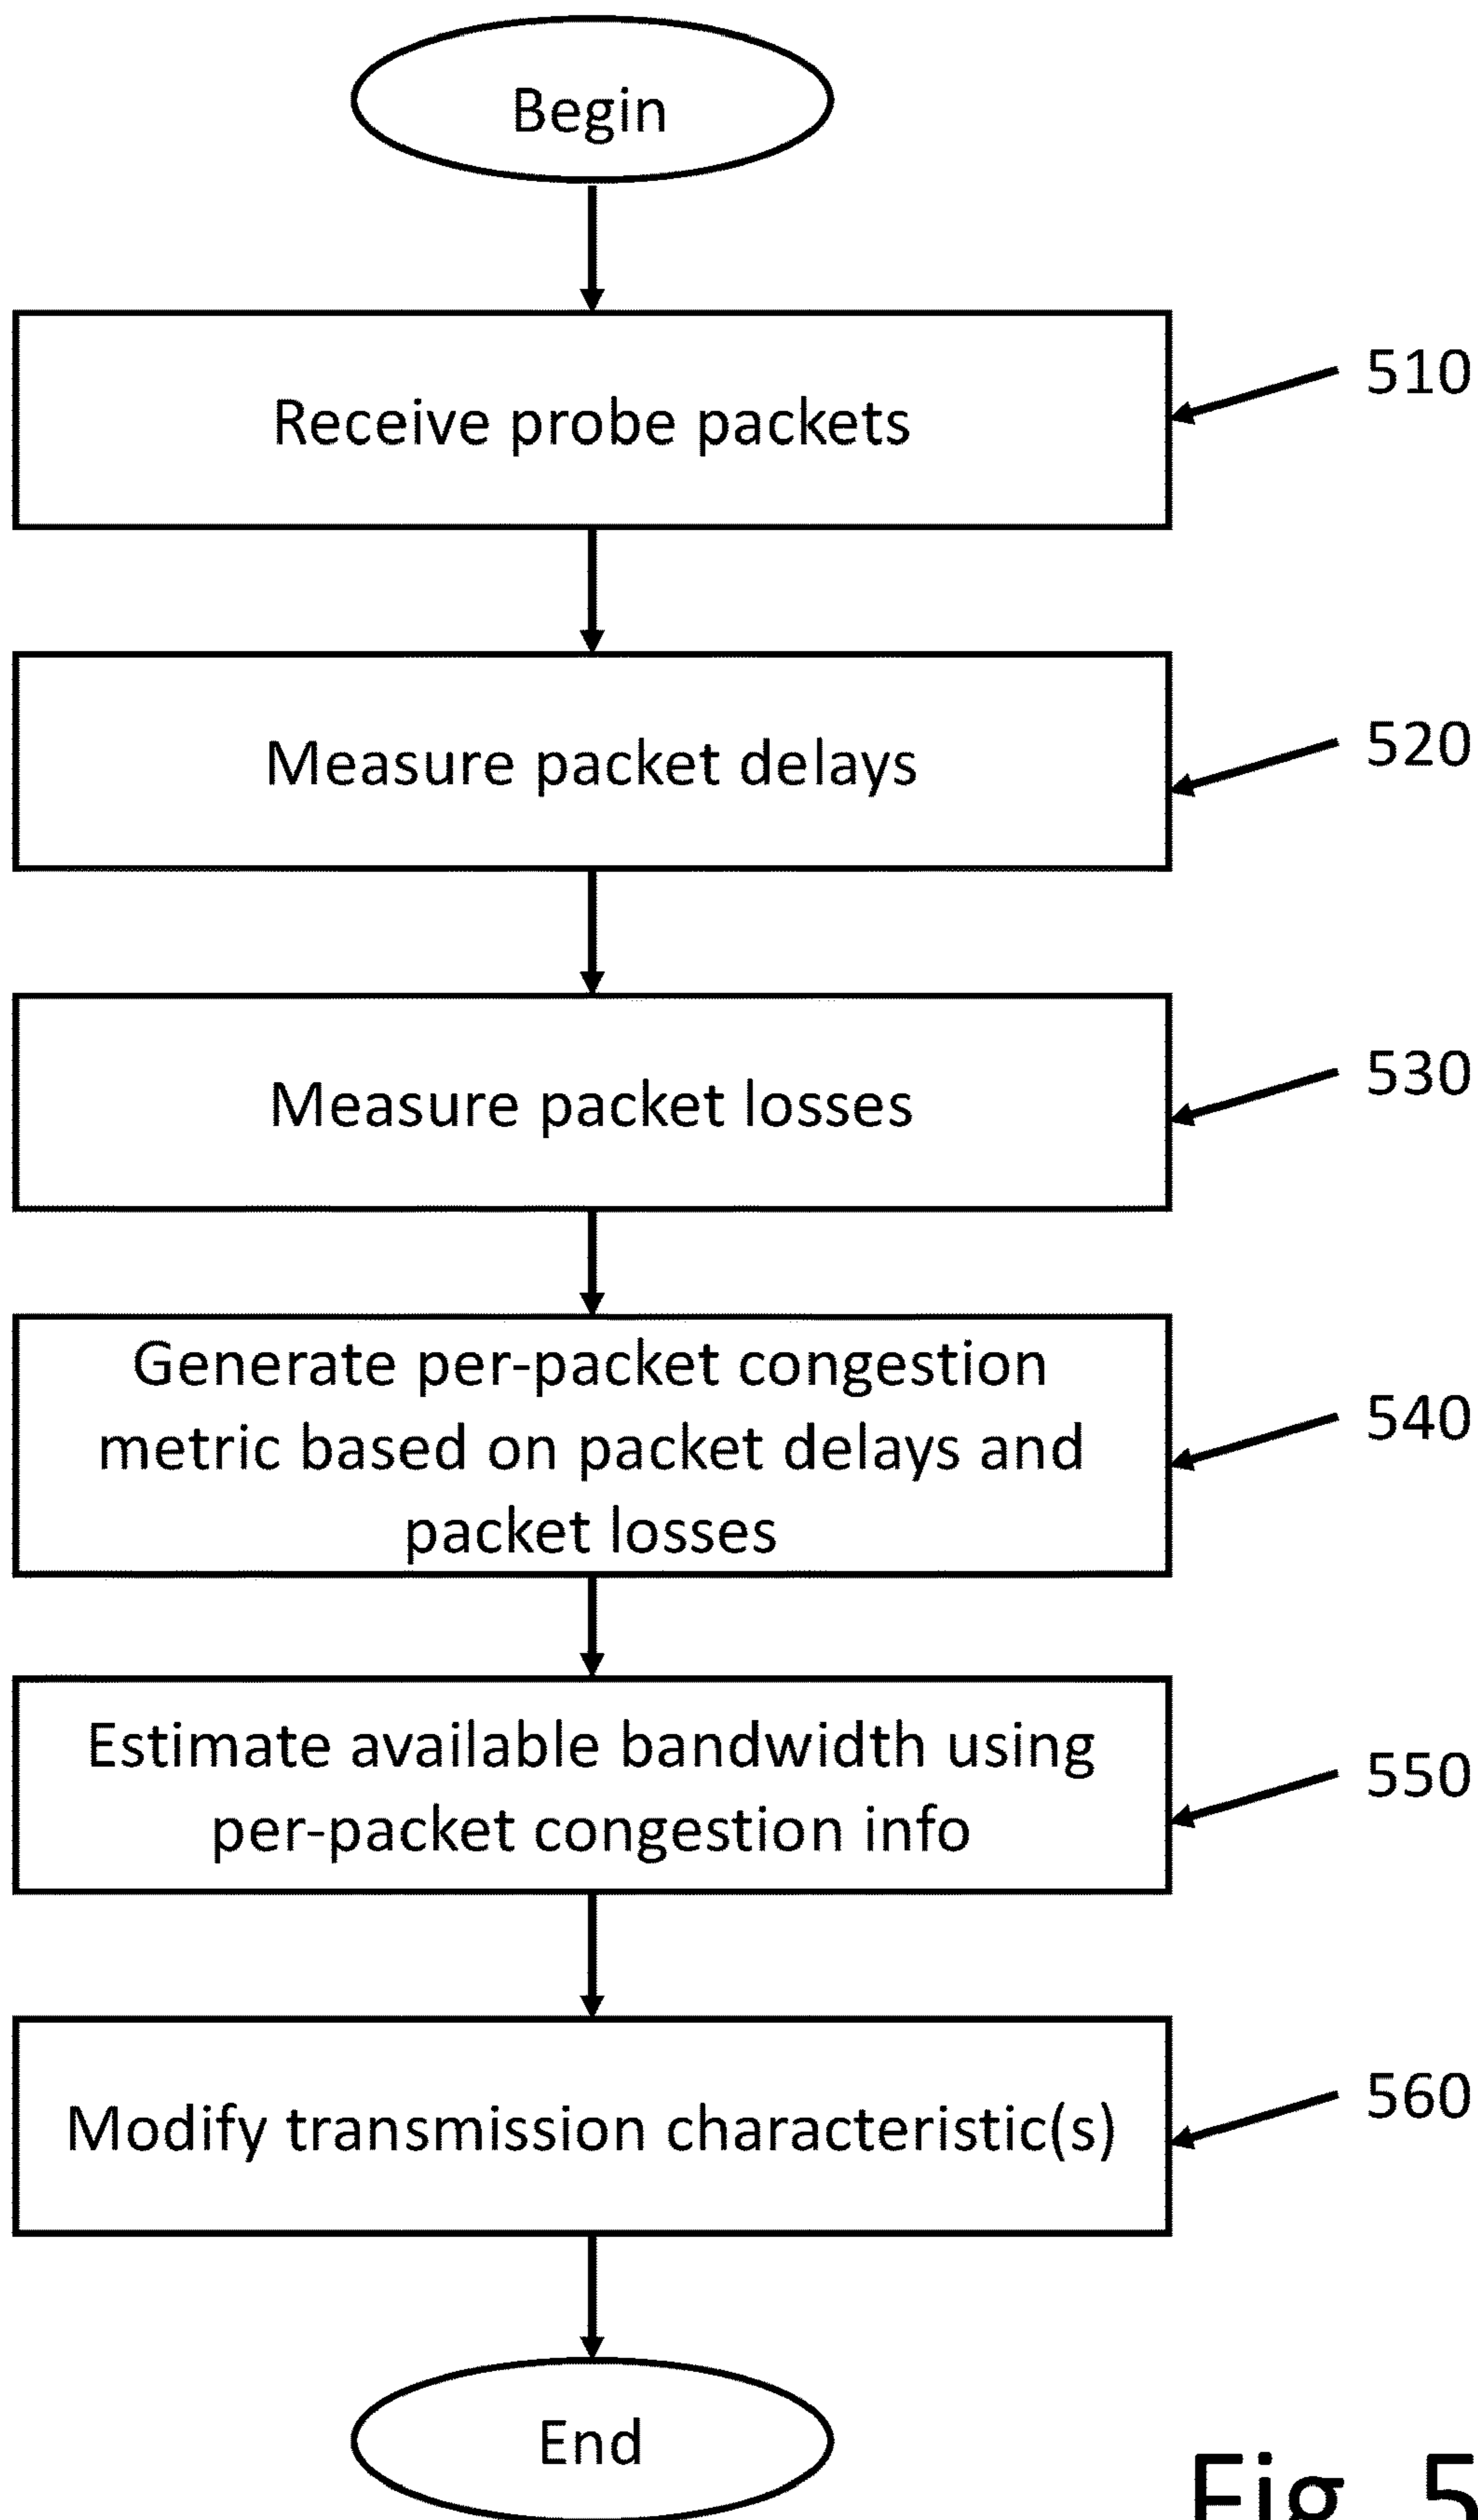 Begin
Receive probe packets
510
Measure packet delays
520
Measure packet losses
530
Generate per-packet congestion
metric based on packet delays and
packet losses
540
Estimate available bandwidth using
per-packet congestion info
550
Modify transmission characteristic(s)
560
End
Fig. 5